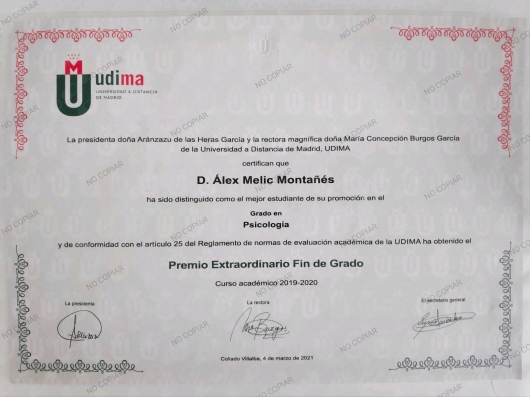 udima
UNIVERSIDAD A DISTANCIA
DE MADRID
La presidenta doña Aránzazu de las Heras García y la rectora magnífica doña María Concepción Burgos García
de la Universidad a Distancia de Madrid, UDIMA
certifican que
D. Álex Melic Montañés
ha sido distinguido como el mejor estudiante de su promoción en el
Grado en
Psicología
y de conformidad con el artículo 25 del Reglamento de normas de evaluación académica de la UDIMA ha obtenido el
Premio Extraordinario Fin de Grado
Curso académico 2019-2020
La presidenta
La rectora
El secretario general
Collado Villalba, 4 de marzo de 2021
NO COPIAR